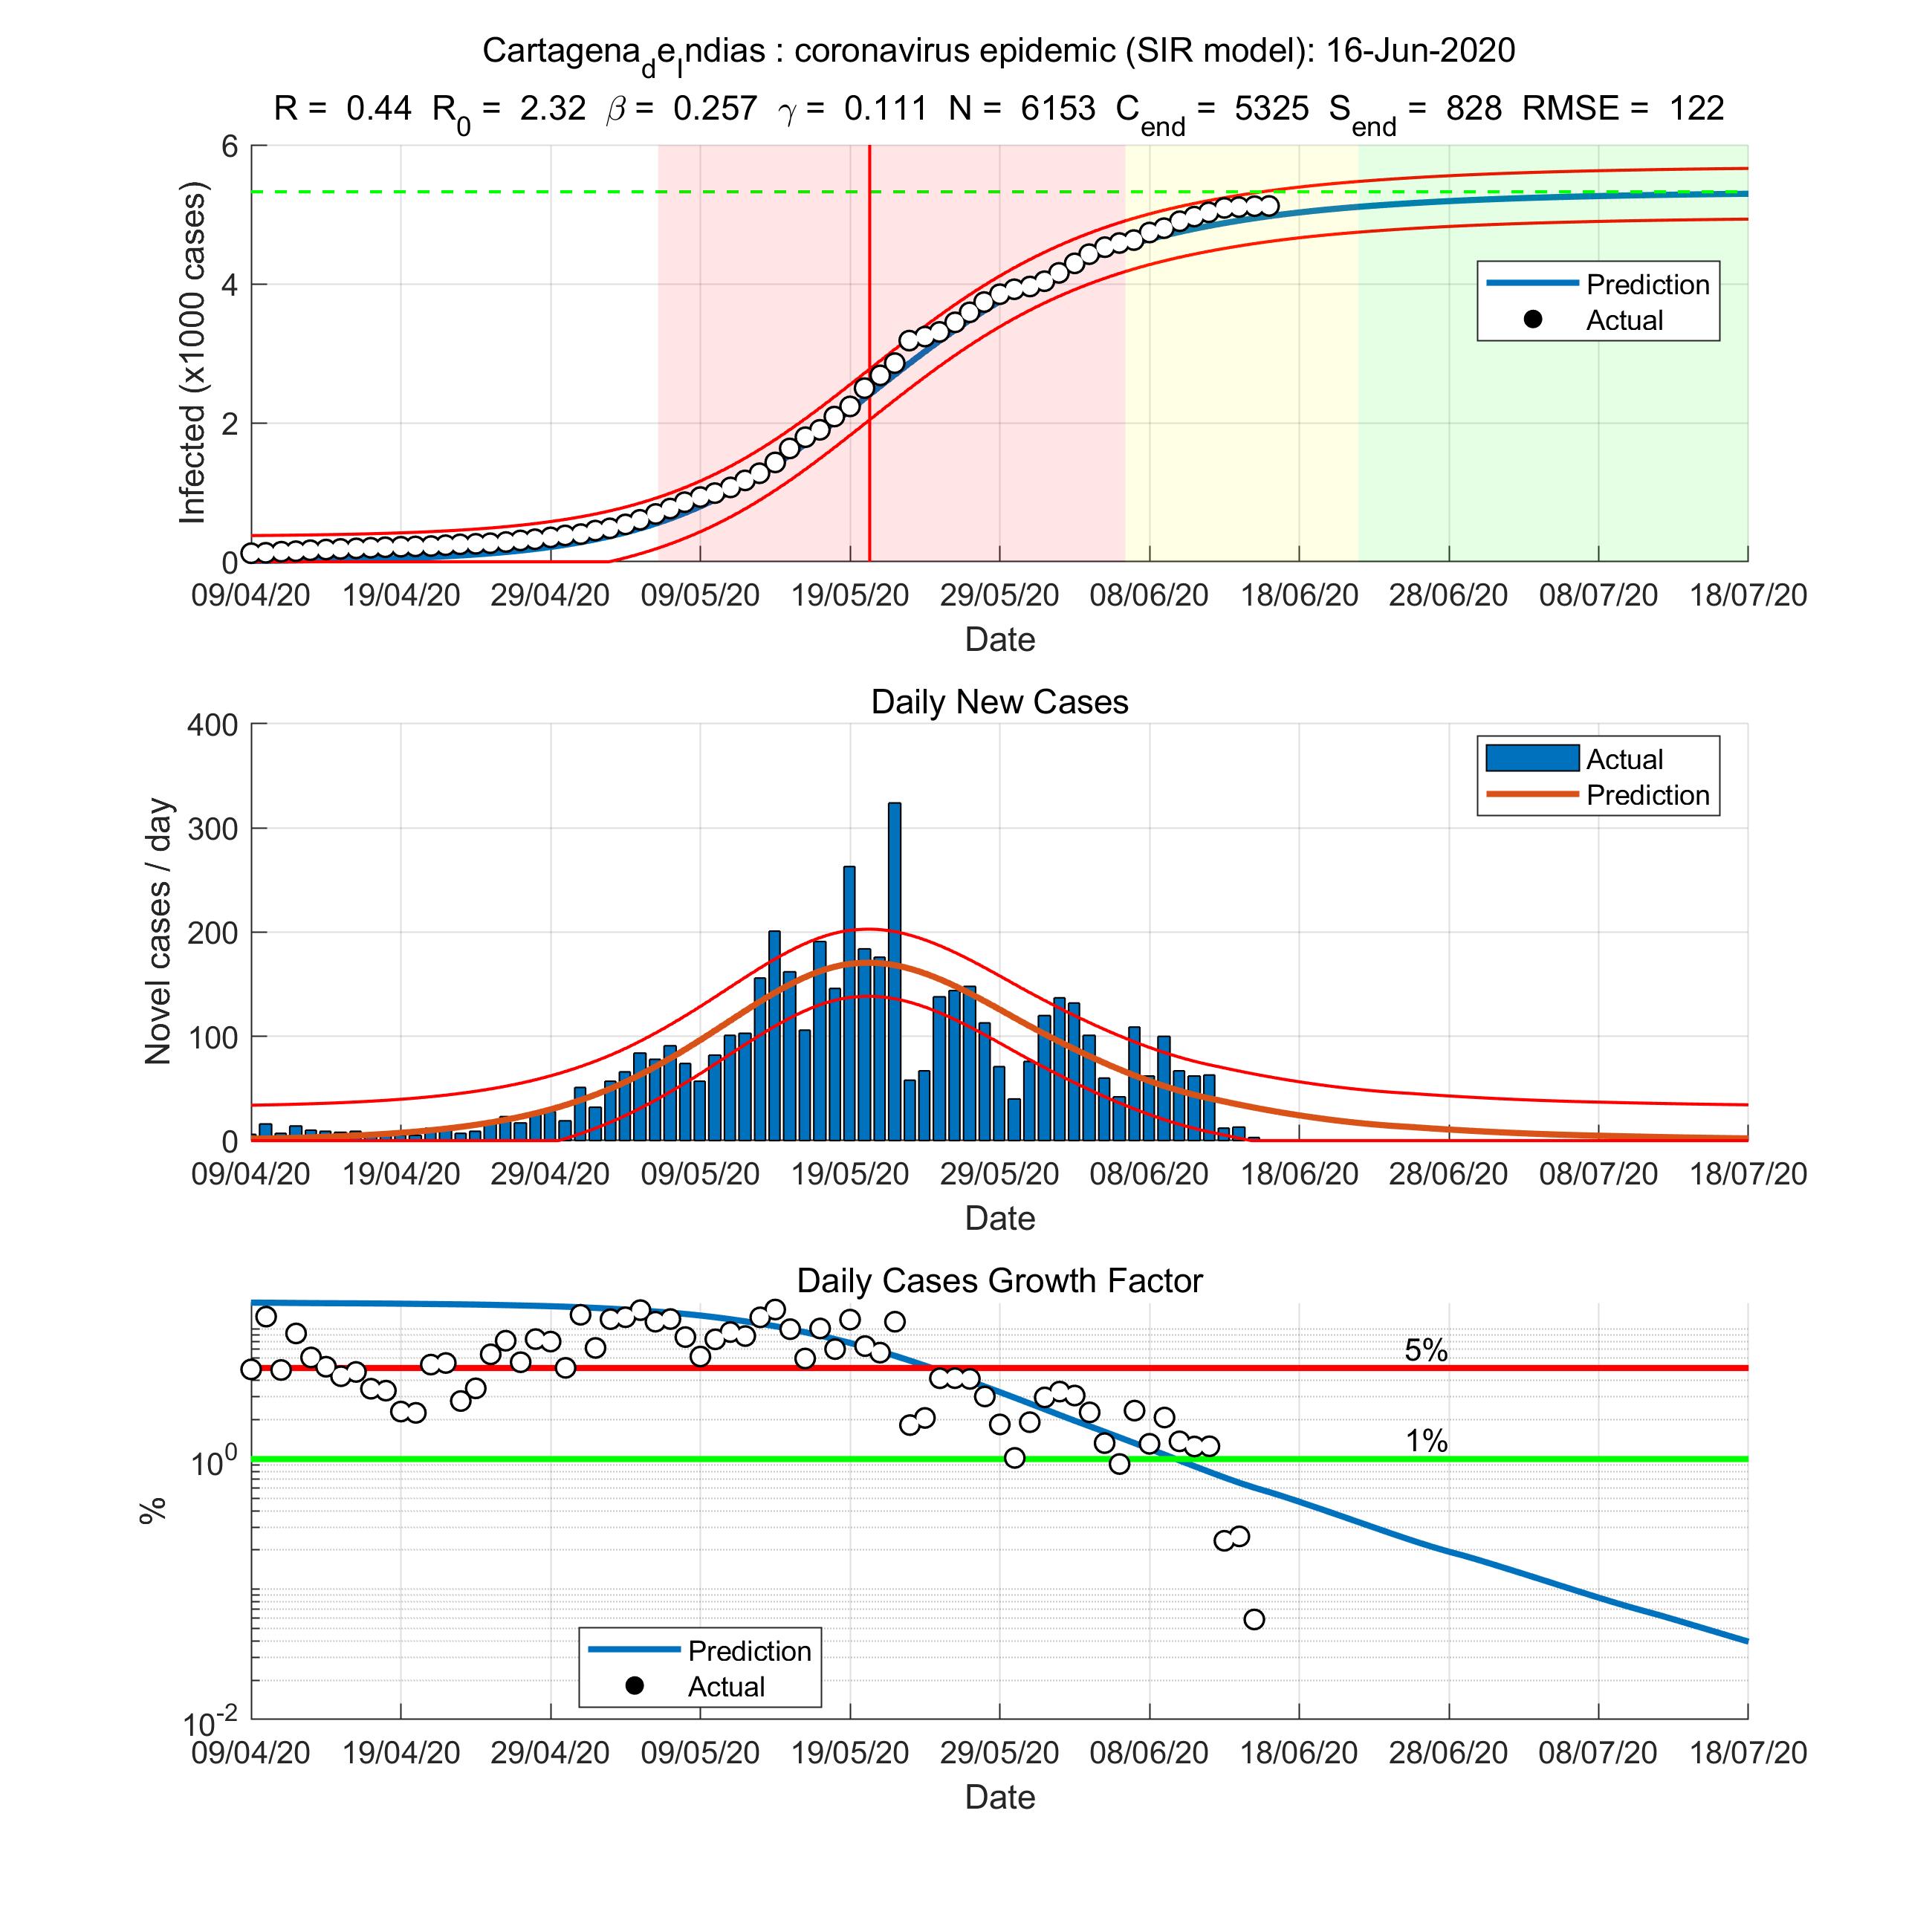 Cartagena_de_Indias : coronavirus epidemic (SIR model): 16-Jun-2020
R = 0.44 R0 = 2.32 β = 0.257 γ = 0.111 N = 6153 Cend = 5325 Send = 828 RMSE = 122
6
4
2
0
Infected (x1000 cases)
Prediction
Actual
09/04/20 19/04/20 29/04/20 09/05/20 19/05/20 29/05/20 08/06/20 18/06/20 28/06/20 08/07/20 18/07/20
Date
Daily New Cases
400
300
200
100
0
Novel cases / day
Actual
Prediction
09/04/20 19/04/20 29/04/20 09/05/20 19/05/20 29/05/20 08/06/20 18/06/20 28/06/20 08/07/20 18/07/20
Date
Daily Cases Growth Factor
5%
1%
10^0
10^-2
%
Prediction
Actual
09/04/20 19/04/20 29/04/20 09/05/20 19/05/20 29/05/20 08/06/20 18/06/20 28/06/20 08/07/20 18/07/20
Date